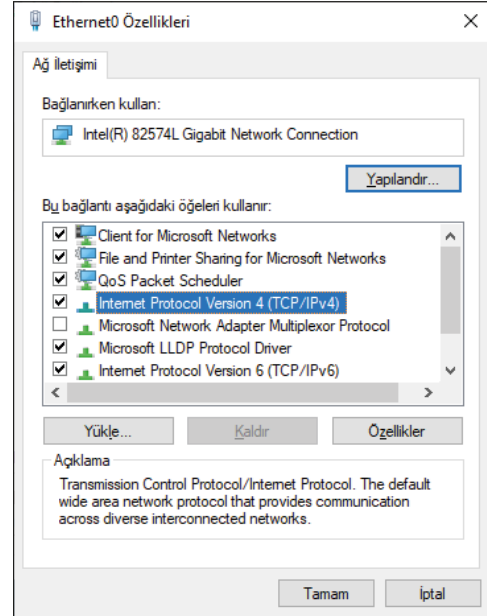 Ethernet0 Özellikleri
Ağ İletişimi
Bağlanırken kullan:
Intel(R) 82574L Gigabit Network Connection
Yapılandır...
Bu bağlantı aşağıdaki öğeleri kullanır:
Client for Microsoft Networks
File and Printer Sharing for Microsoft Networks
QoS Packet Scheduler
Internet Protocol Version 4 (TCP/IPv4)
Microsoft Network Adapter Multiplexor Protocol
Microsoft LLDP Protocol Driver
Internet Protocol Version 6 (TCP/IPv6)
Yükle... Kaldır Özellikler
Açıklama
Transmission Control Protocol/Internet Protocol. The default
wide area network protocol that provides communication
across diverse interconnected networks.
Tamam İptal